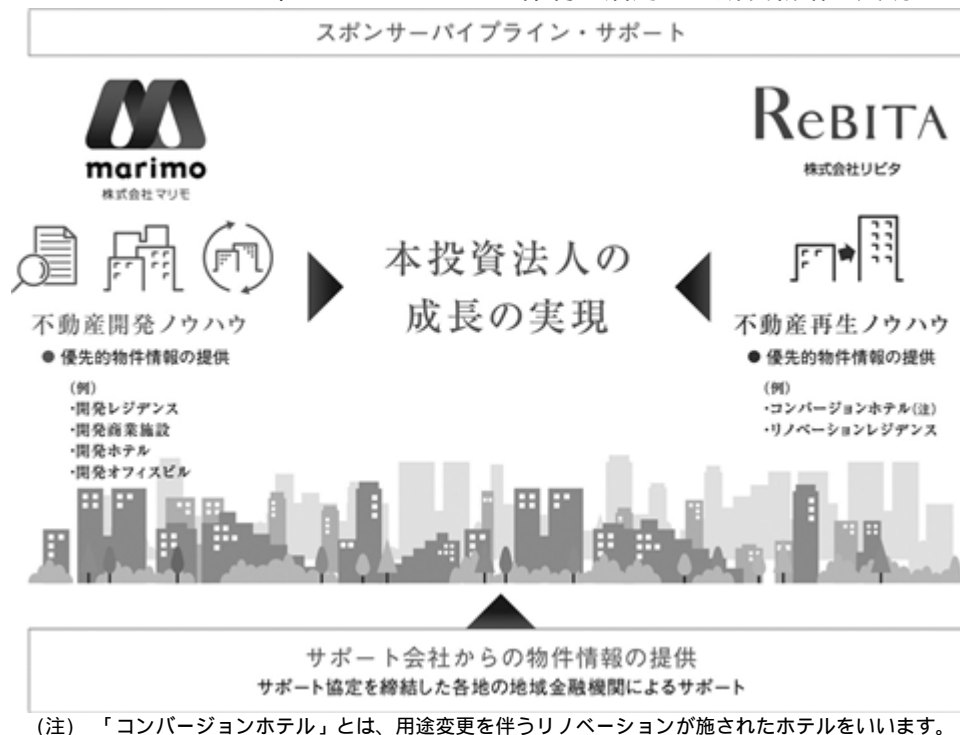 スポンサーパイプライン・サポート
marimo
株式会社マリモ
REBITA
株式会社リビタ
不動産開発ノウハウ
● 優先的物件情報の提供
(例)
・開発レジデンス
・開発商業施設
・開発ホテル
・開発オフィスビル
本投資法人の
成長の実現
不動産再生ノウハウ
● 優先的物件情報の提供
(例)
・コンバージョンホテル(注)
・リノベーションレジデンス
サポート会社からの物件情報の提供
サポート協定を締結した各地の地域金融機関によるサポート
(注) 「コンバージョンホテル」とは、用途変更を伴うリノベーションが施されたホテルをいいます。